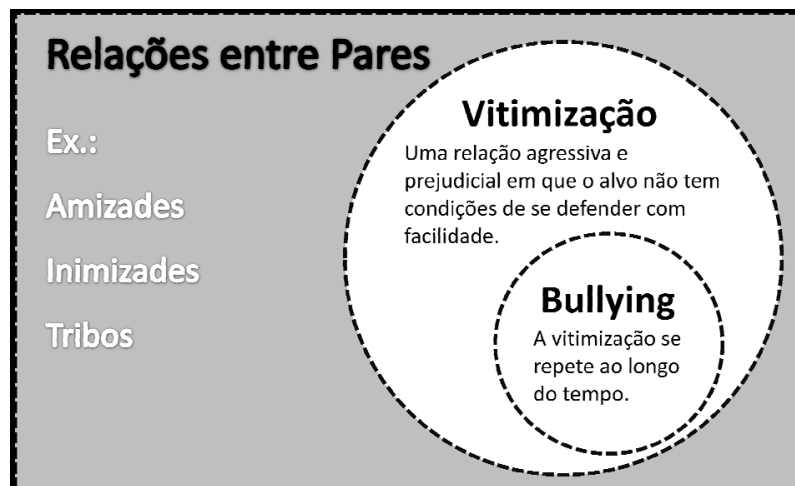 Relações entre Pares
Ex.:
Amizades
Inimizades
Tribos
Vitimização
Uma relação agressiva e
prejudicial em que o alvo não tem
condições de se defender com
facilidade.
Bullying
A vitimização se
repete ao longo
do tempo.